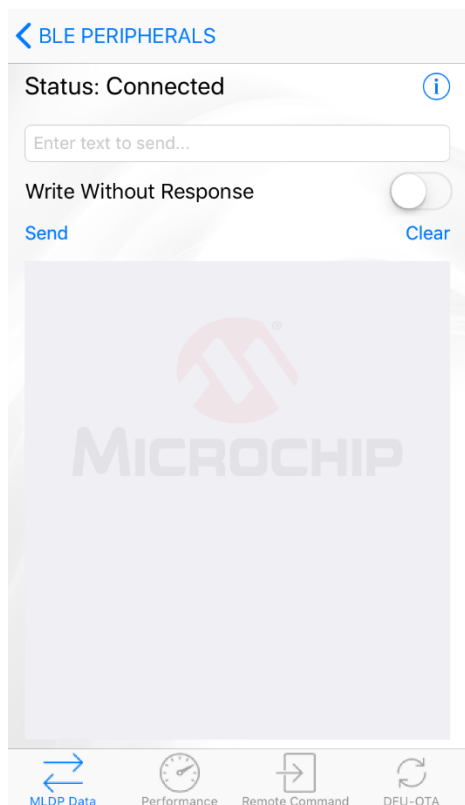 BLE PERIPHERALS
Status: Connected
Enter text to send...
Write Without Response
Send Clear
®
MICROCHIP
MLDP Data Performance Remote Command DFU-OTA